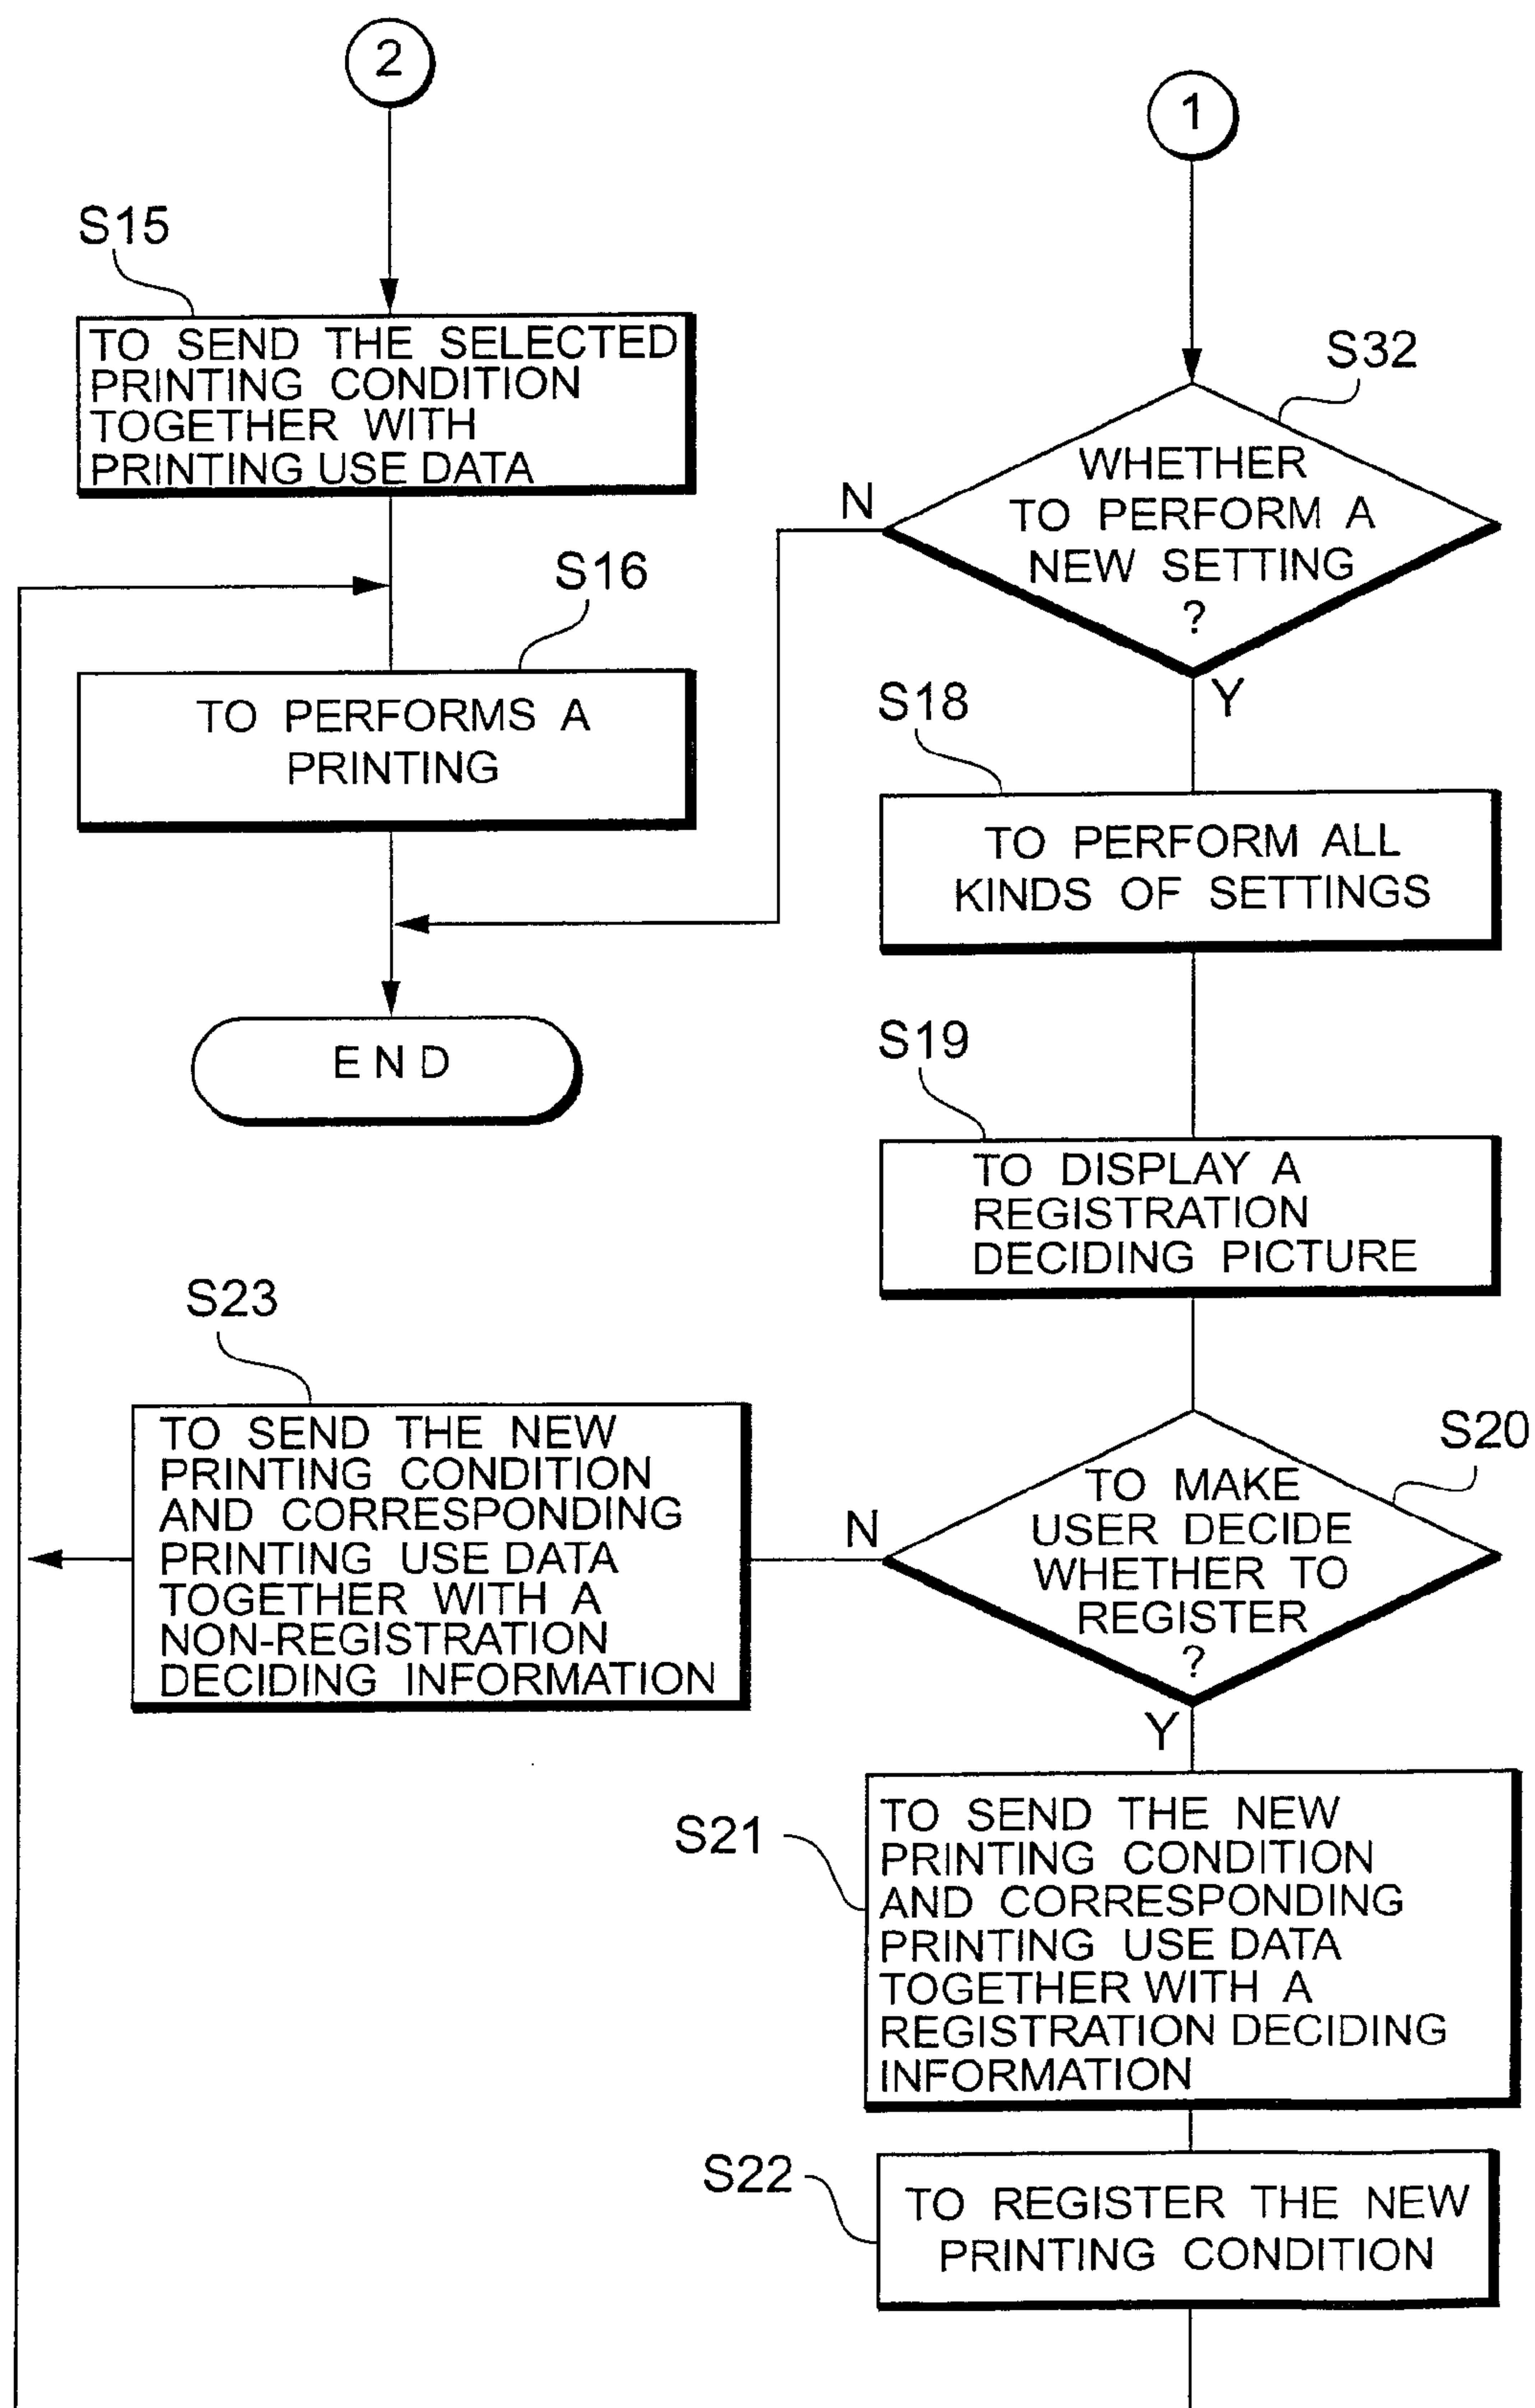 2
S15
TO SEND THE SELECTED
PRINTING CONDITION
TOGETHER WITH
PRINTING USE DATA
S16
TO PERFORMS A
PRINTING
END
1
S32
WHETHER
TO PERFORM A
NEW SETTING
?
N
Y
S18
TO PERFORM ALL
KINDS OF SETTINGS
S19
TO DISPLAY A
REGISTRATION
DECIDING PICTURE
S20
TO MAKE
USER DECIDE
WHETHER TO
REGISTER
?
N
Y
S23
TO SEND THE NEW
PRINTING CONDITION
AND CORRESPONDING
PRINTING USE DATA
TOGETHER WITH A
NON-REGISTRATION
DECIDING INFORMATION
S21
TO SEND THE NEW
PRINTING CONDITION
AND CORRESPONDING
PRINTING USE DATA
TOGETHER WITH A
REGISTRATION DECIDING
INFORMATION
S22
TO REGISTER THE NEW
PRINTING CONDITION